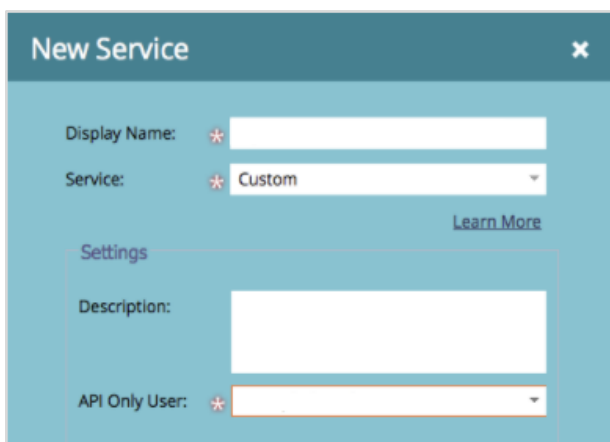 New Service
Display Name:
Service: Custom
Learn More
Settings
Description:
API Only User: